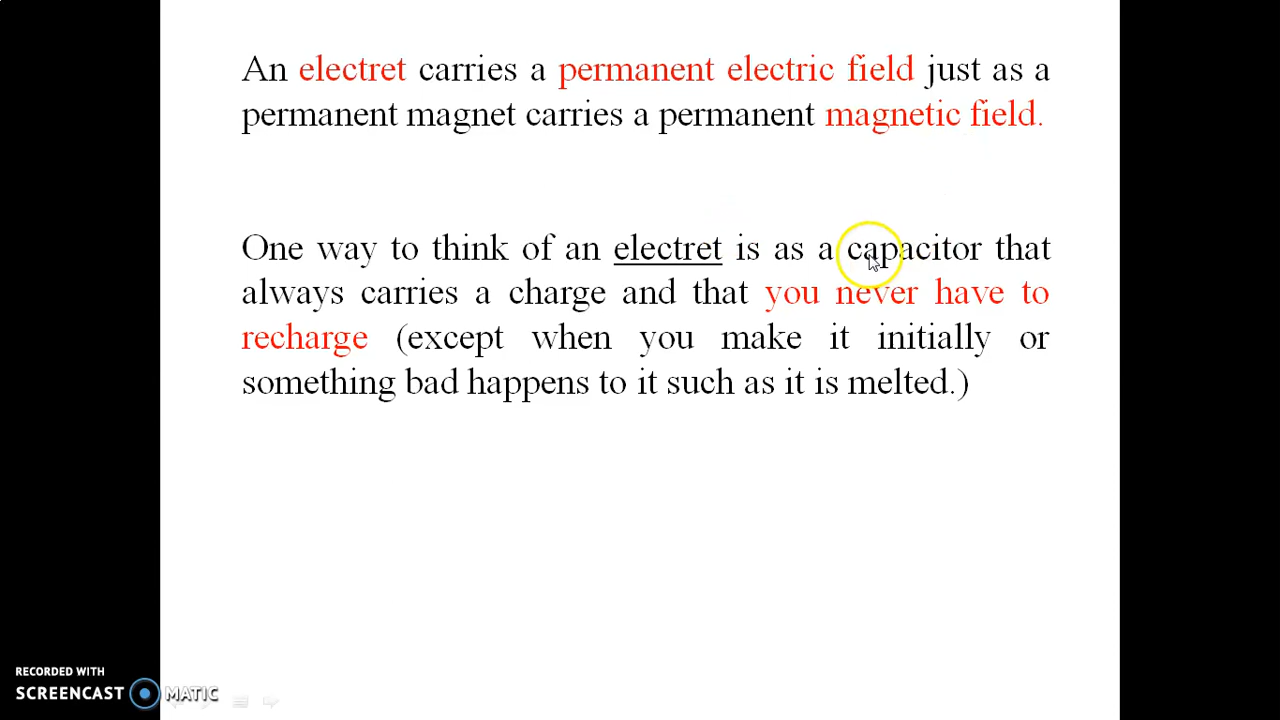 An electret carries a permanent electric field just as a
permanent magnet carries a permanent magnetic field.
One way to think of an electret is as a capacitor that
always carries a charge and that you never have to
recharge (except when you make it initially or
something bad happens to it such as it is melted.)
RECORDED WITH
SCREENCAST MATIC